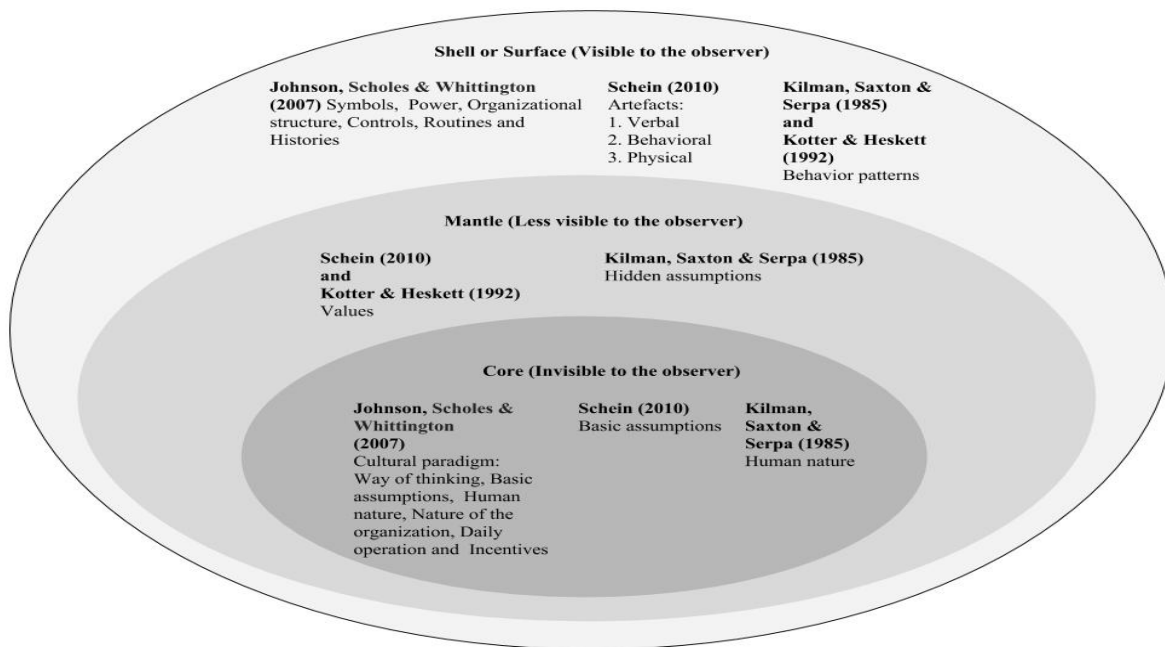 Shell or Surface (Visible to the observer)
Johnson, Scholes & Whittington
(2007) Symbols, Power, Organizational
structure, Controls, Routines and
Histories
Schein (2010)
Artefacts:
1. Verbal
2. Behavioral
3. Physical
Kilman, Saxton &
Serpa (1985)
and
Kotter & Heskett
(1992)
Behavior patterns
Mantle (Less visible to the observer)
Schein (2010)
and
Kotter & Heskett (1992)
Values
Kilman, Saxton & Serpa (1985)
Hidden assumptions
Core (Invisible to the observer)
Johnson, Scholes &
Whittington
(2007)
Cultural paradigm:
Way of thinking, Basic
assumptions, Human
nature, Nature of the
organization, Daily
operation and Incentives
Schein (2010)
Basic assumptions
Kilman,
Saxton &
Serpa (1985)
Human nature